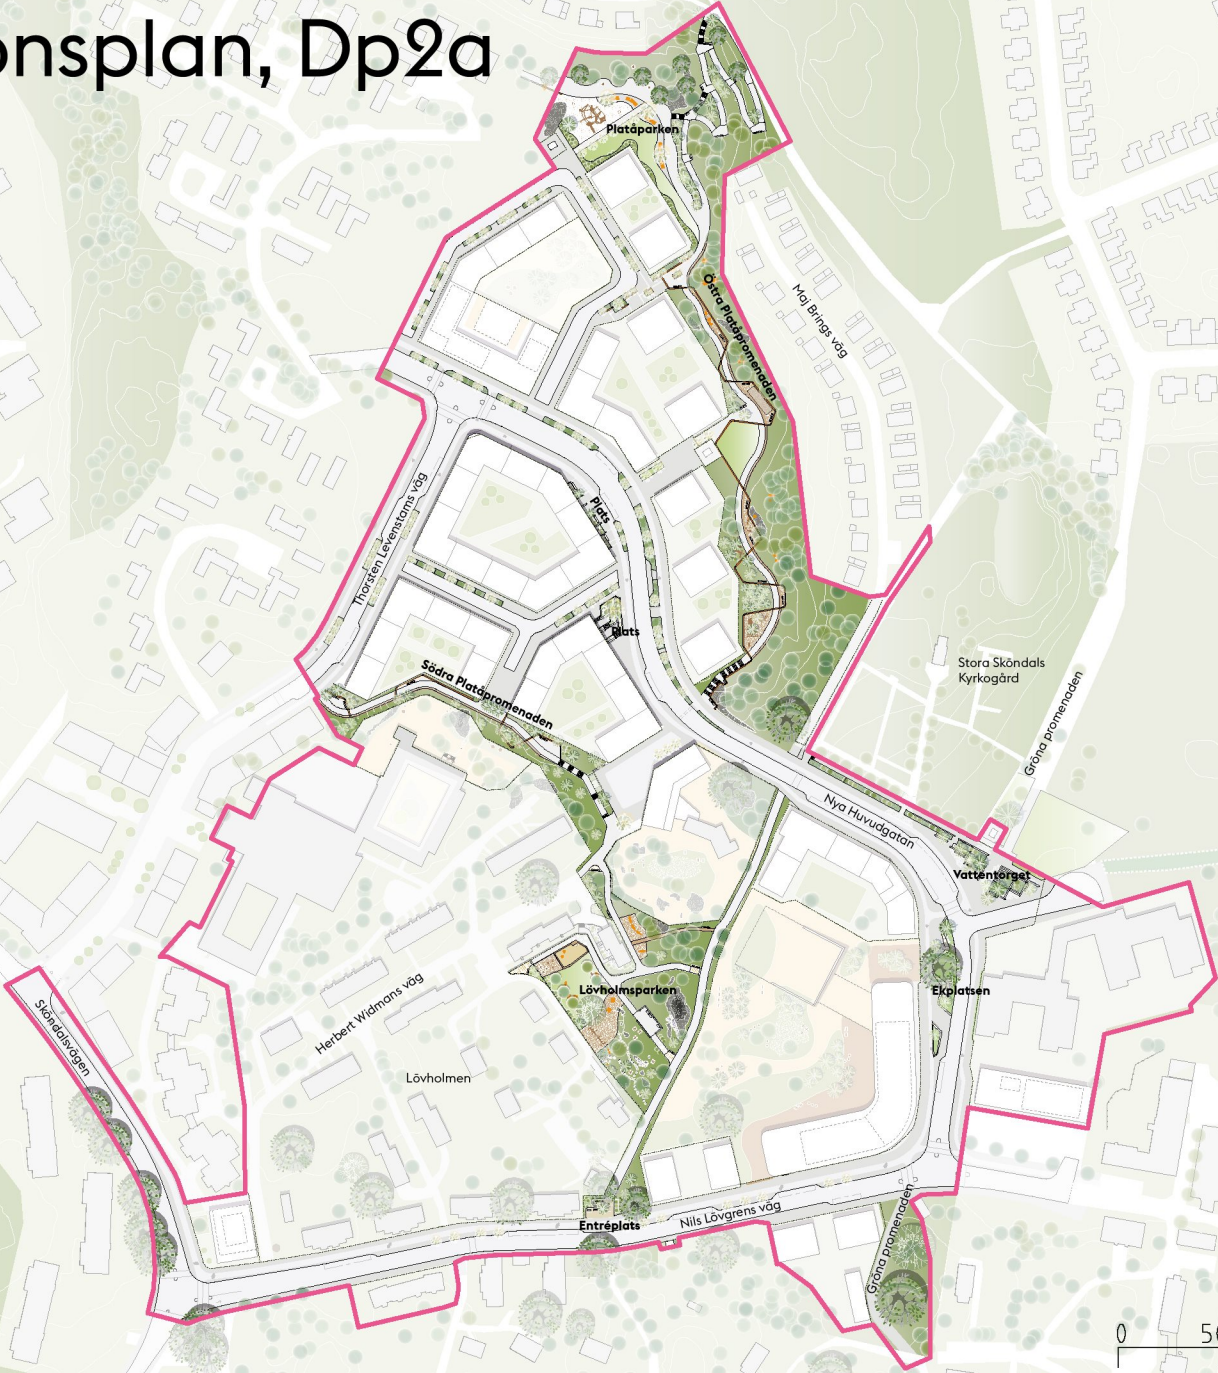 onsplan, Dp2a
Platåparken
Östra Platåpromenaden
Maj Brings väg
Thorsten Levenstams väg
Plats
Plats
Södra Platåpromenaden
Stora Sköndals
Kyrkogård
Gröna promenaden
Nya Huvudgatan
Vattentorget
Ekplatsen
Lövholmsparken
Herbert Widmans väg
Sköndalsvägen
Lövholmen
Entréplats
Nils Lövgrens väg
Gröna promenaden
0